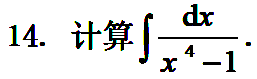 14. 计算∫ dx / (x⁴ − 1) .